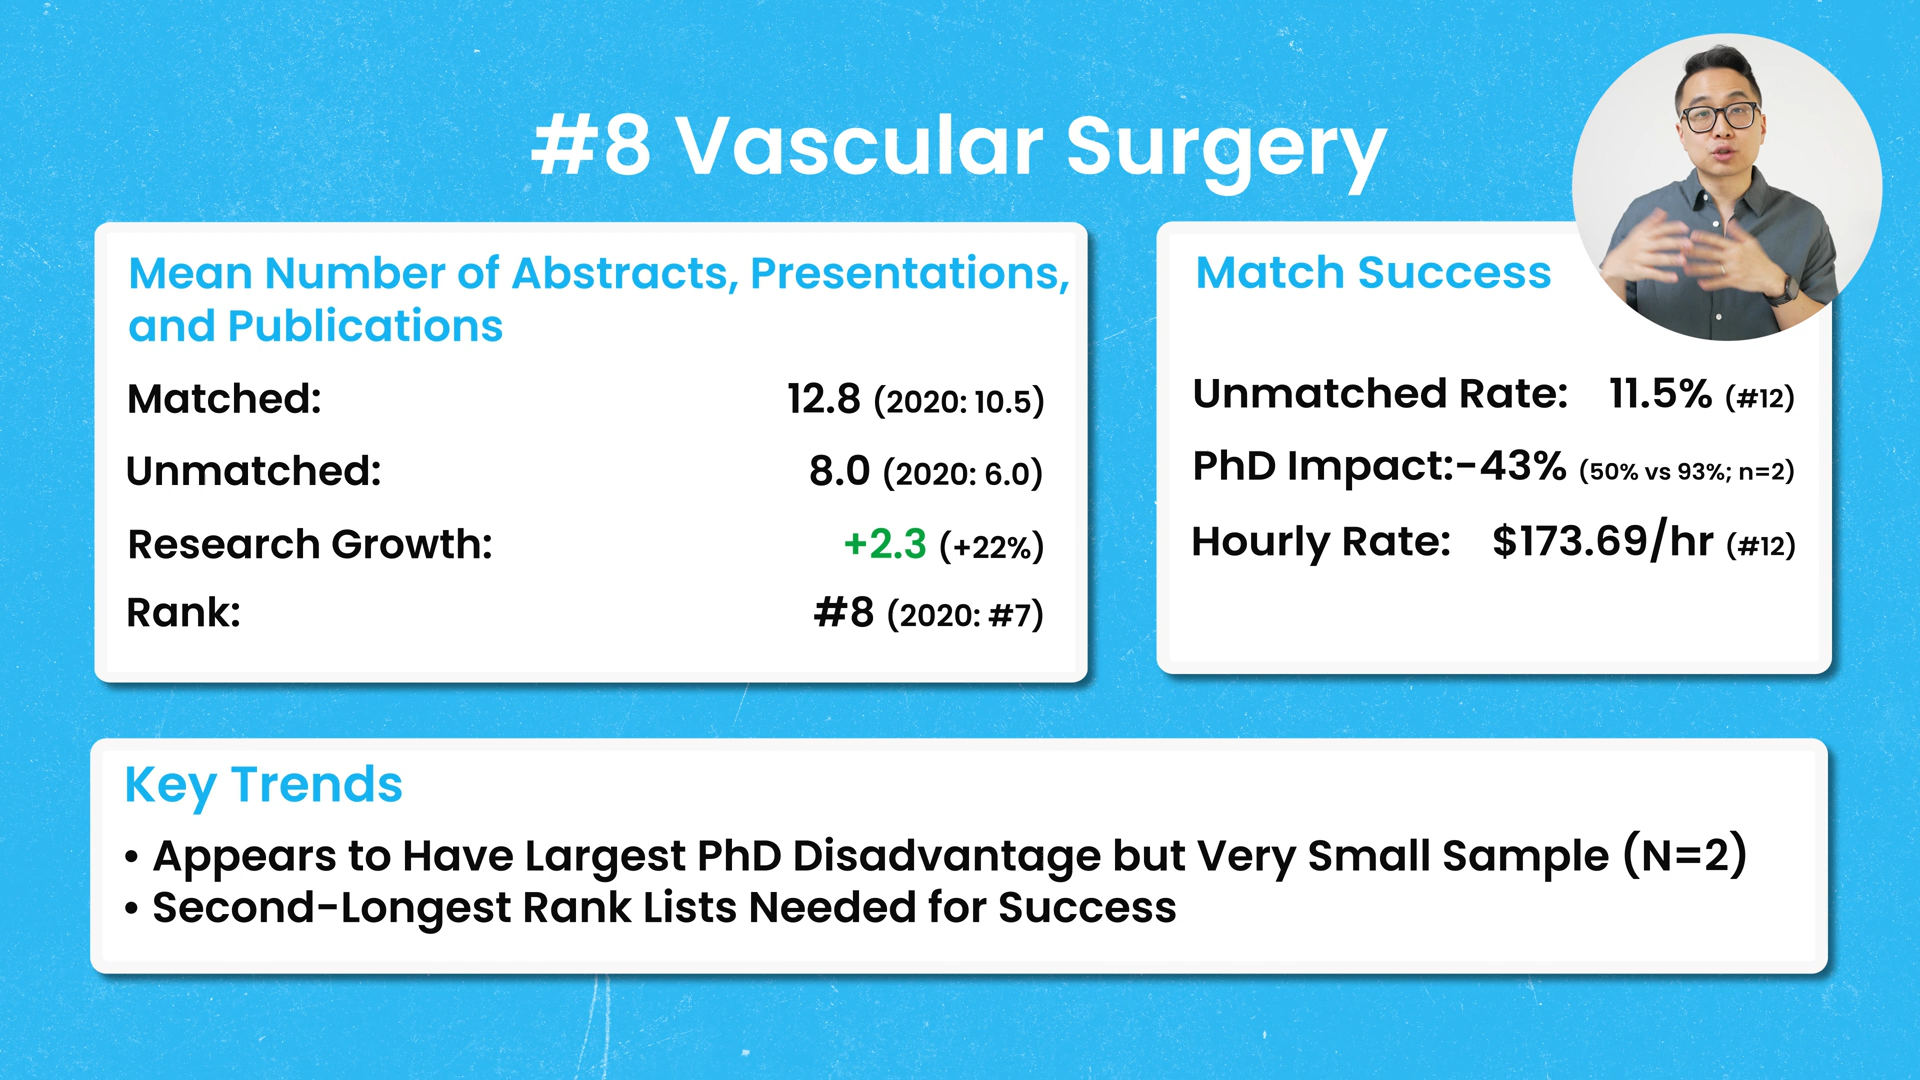 #8 Vascular Surgery
Mean Number of Abstracts, Presentations,
and Publications
Matched: 12.8 (2020: 10.5)
Unmatched: 8.0 (2020: 6.0)
Research Growth: +2.3 (+22%)
Rank: #8 (2020: #7)
Match Success
Unmatched Rate: 11.5% (#12)
PhD Impact:-43% (50% vs 93%; n=2)
Hourly Rate: $173.69/hr (#12)
Key Trends
• Appears to Have Largest PhD Disadvantage but Very Small Sample (N=2)
• Second-Longest Rank Lists Needed for Success